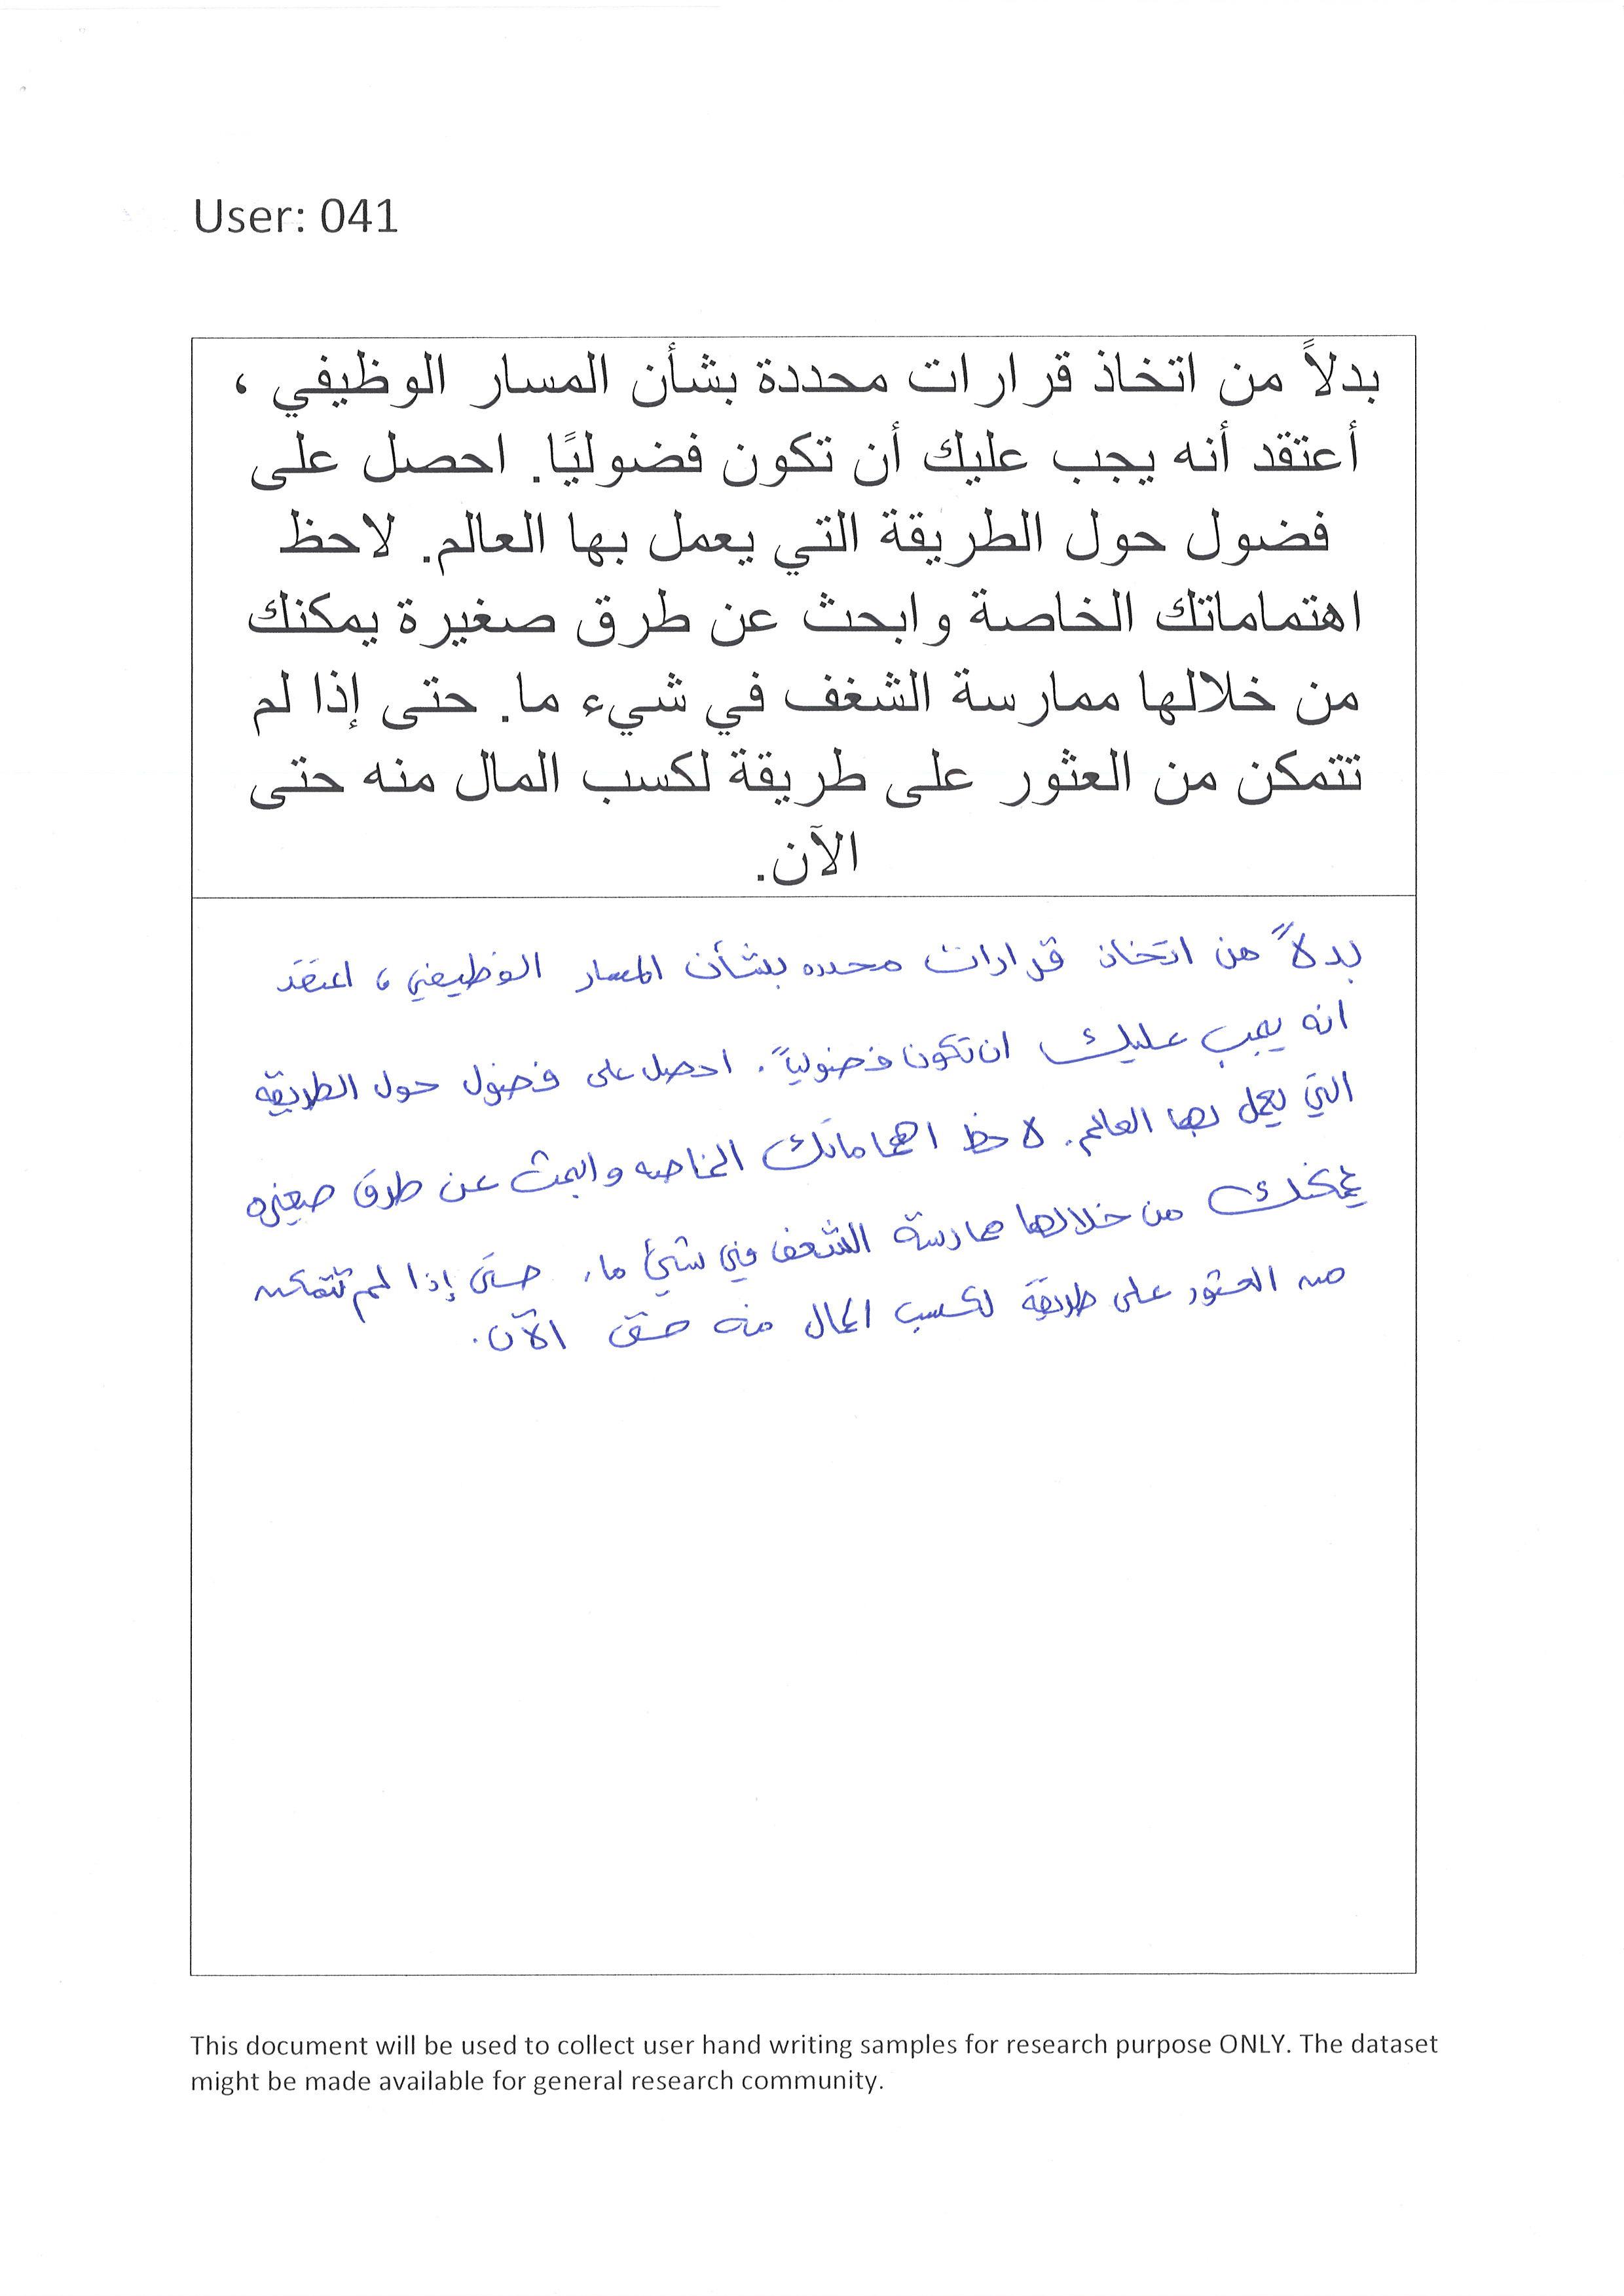 User: 041
بدلاً من اتخاذ قرارات محددة بشأن المسار الوظيفي ،
أعتقد أنه يجب عليك أن تكون فضوليًا. احصل على
فضول حول الطريقة التي يعمل بها العالم. لاحظ
اهتماماتك الخاصة وابحث عن طرق صغيرة يمكنك
من خلالها ممارسة الشغف في شيء ما. حتى إذا لم
تتمكن من العثور على طريقة لكسب المال منه حتى
الآن.
بدلاً من اتخاذ قرارات محدده بشأن المسار الوظيفي ، اعتقد
انه يجب عليك ان تكون فضولياً. احصل على فضول حول الطريقه
التي يعمل بها العالم. لاحظ اهتماماتك الخاصه وابحث عن طرق صغيره
يمكنك من خلالها ممارسة الشغف في شيئ ما. حتى إذا لم تتمكن
من العثور على طريقة لكسب المال منه حتى الآن.
This document will be used to collect user hand writing samples for research purpose ONLY. The dataset
might be made available for general research community.